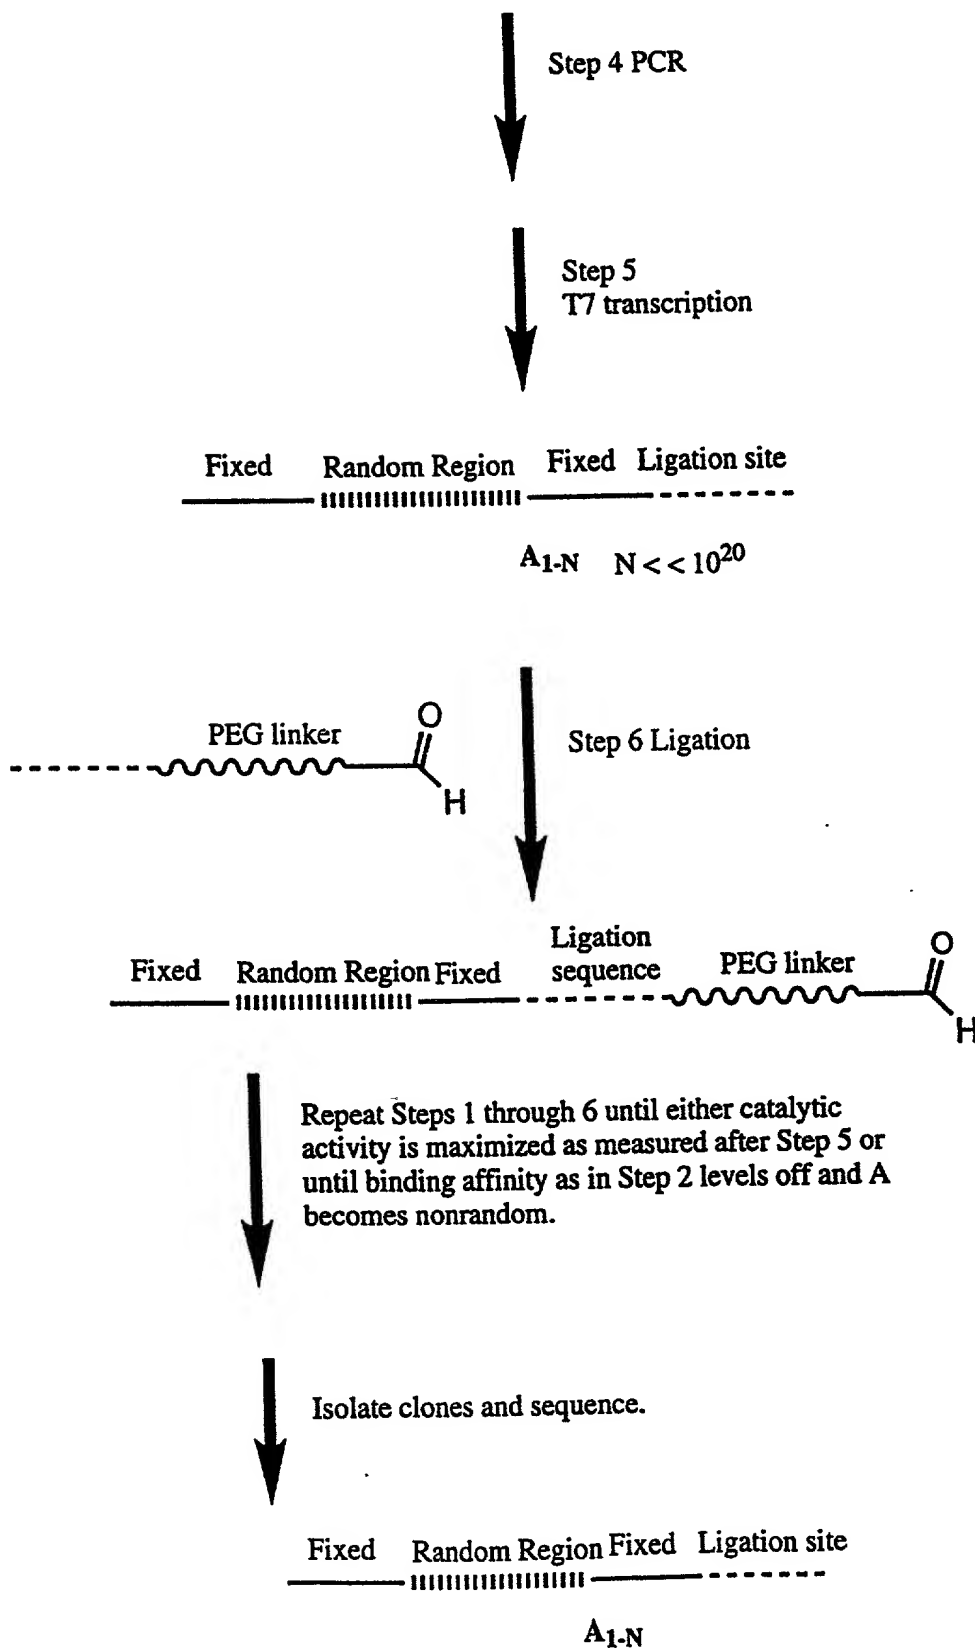 Step 4 PCR
Step 5
T7 transcription
Fixed Random Region Fixed Ligation site
A1-N N < < 10^20
PEG linker
O
H
Step 6 Ligation
Fixed Random Region Fixed Ligation
sequence PEG linker
O
H
Repeat Steps 1 through 6 until either catalytic
activity is maximized as measured after Step 5 or
until binding affinity as in Step 2 levels off and A
becomes nonrandom.
Isolate clones and sequence.
Fixed Random Region Fixed Ligation site
A1-N